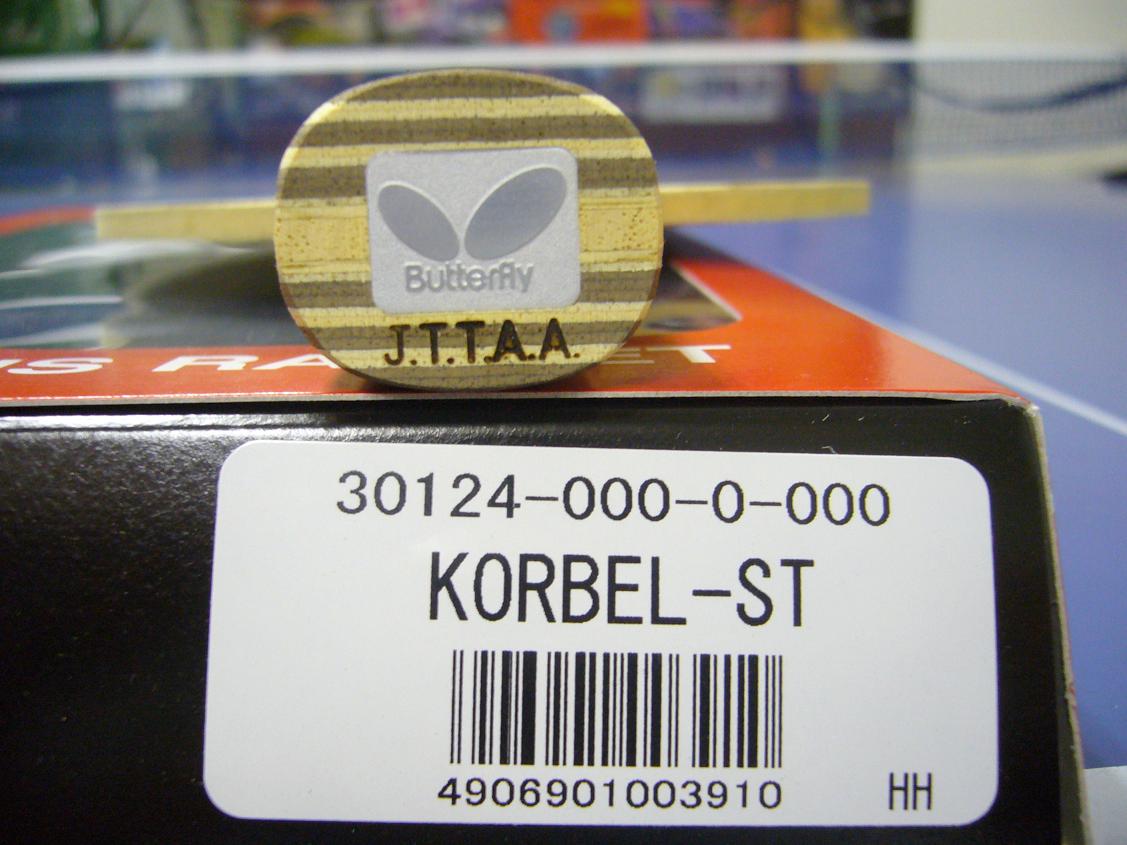 Butterfly
J.T.T.A.A.
30124-000-0-000
KORBEL-ST
4906901003910
HH